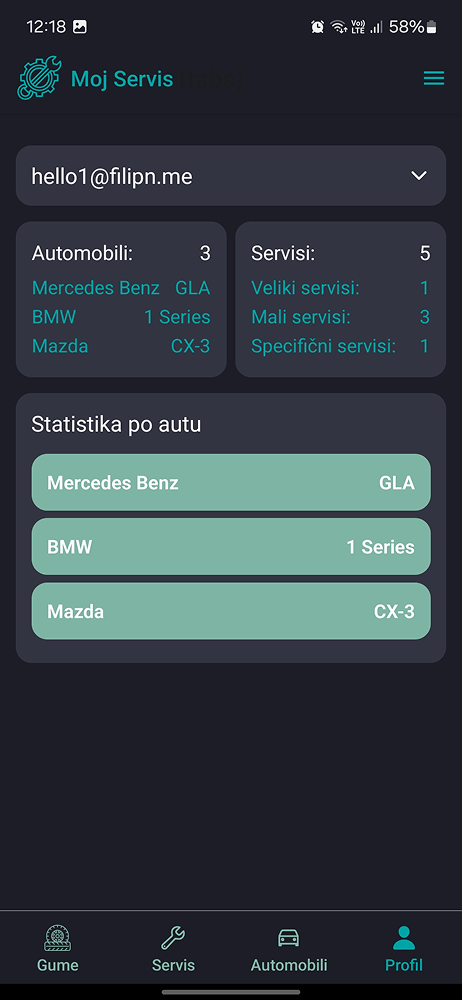 12:18 Vo) LTE 58%
Moj Servis
hello1@filipn.me
Automobili: 3
Mercedes Benz GLA
BMW 1 Series
Mazda CX-3
Servisi: 5
Veliki servisi: 1
Mali servisi: 3
Specifični servisi: 1
Statistika po autu
Mercedes Benz GLA
BMW 1 Series
Mazda CX-3
Gume Servis Automobili Profil